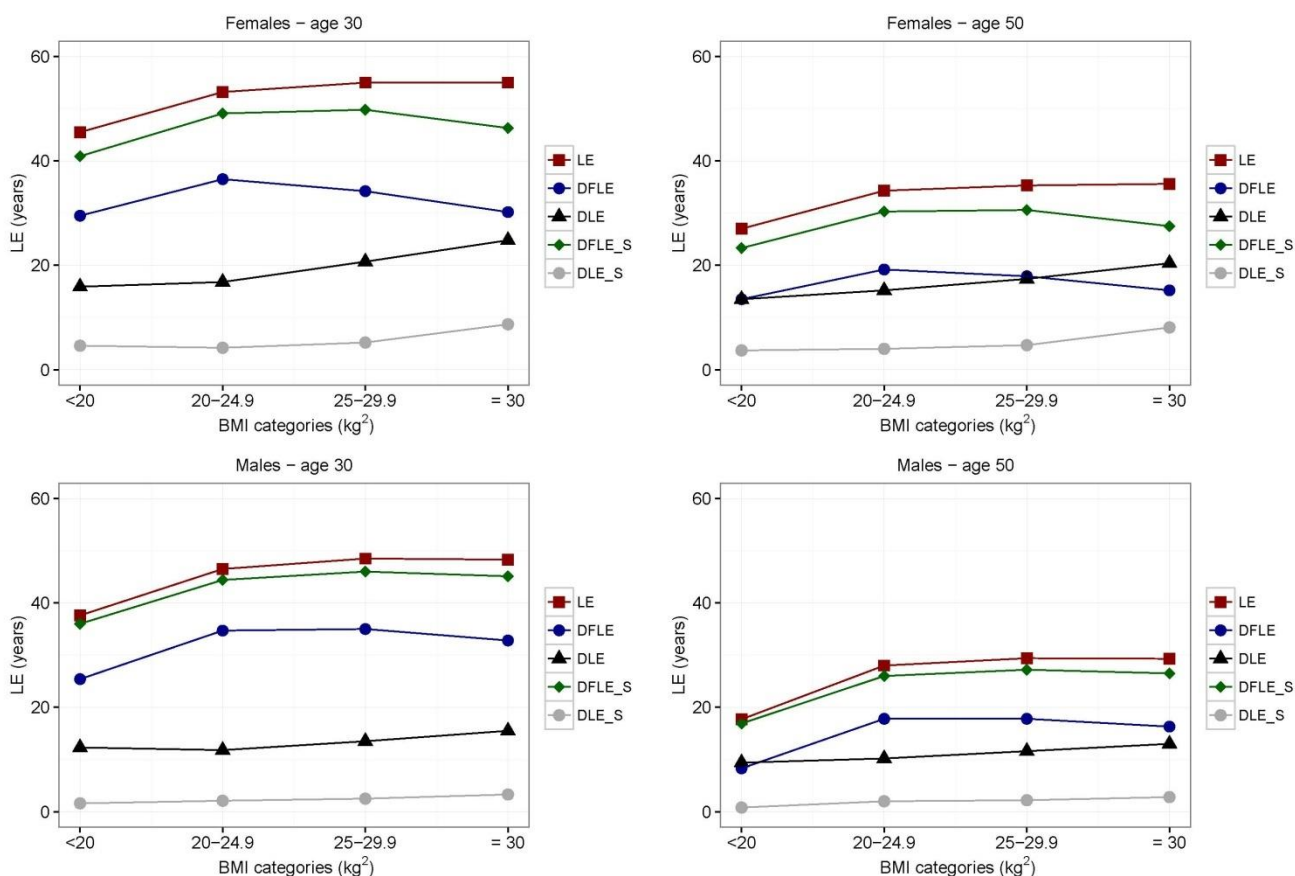 Females − age 30
60
40
20
0
LE (years)
<20
20−24.9
25−29.9
= 30
BMI categories (kg²)
LE
DFLE
DLE
DFLE_S
DLE_S
Females − age 50
60
40
20
0
LE (years)
<20
20−24.9
25−29.9
= 30
BMI categories (kg²)
LE
DFLE
DLE
DFLE_S
DLE_S
Males − age 30
60
40
20
0
LE (years)
<20
20−24.9
25−29.9
= 30
BMI categories (kg²)
LE
DFLE
DLE
DFLE_S
DLE_S
Males − age 50
60
40
20
0
LE (years)
<20
20−24.9
25−29.9
= 30
BMI categories (kg²)
LE
DFLE
DLE
DFLE_S
DLE_S